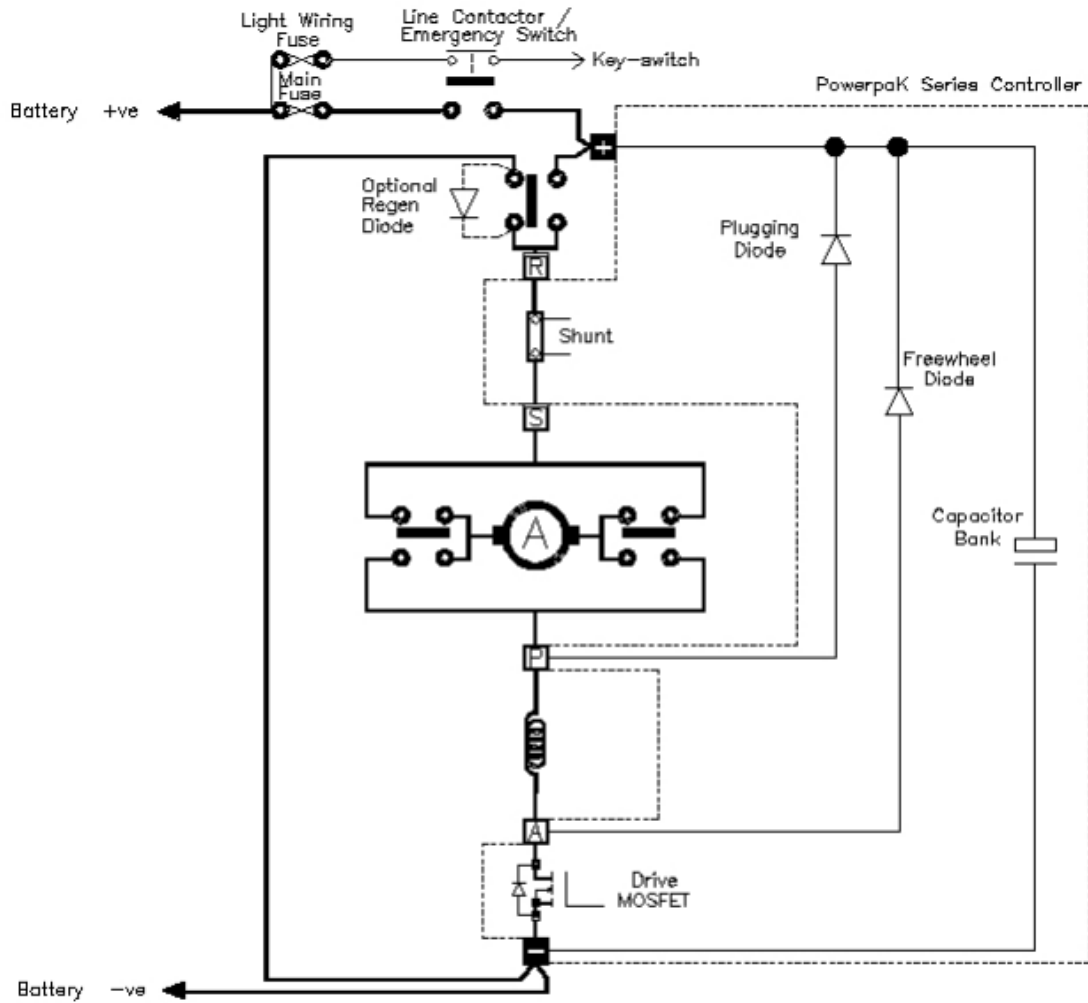 Light Wiring
Fuse
Line Contactor /
Emergency Switch
Key-switch
Main
Fuse
Battery +ve
PowerpaK Series Controller
+
Optional
Regen
Diode
Plugging
Diode
R
Shunt
Freewheel
Diode
S
A
Capacitor
Bank
P
A
Drive
MOSFET
−
Battery -ve